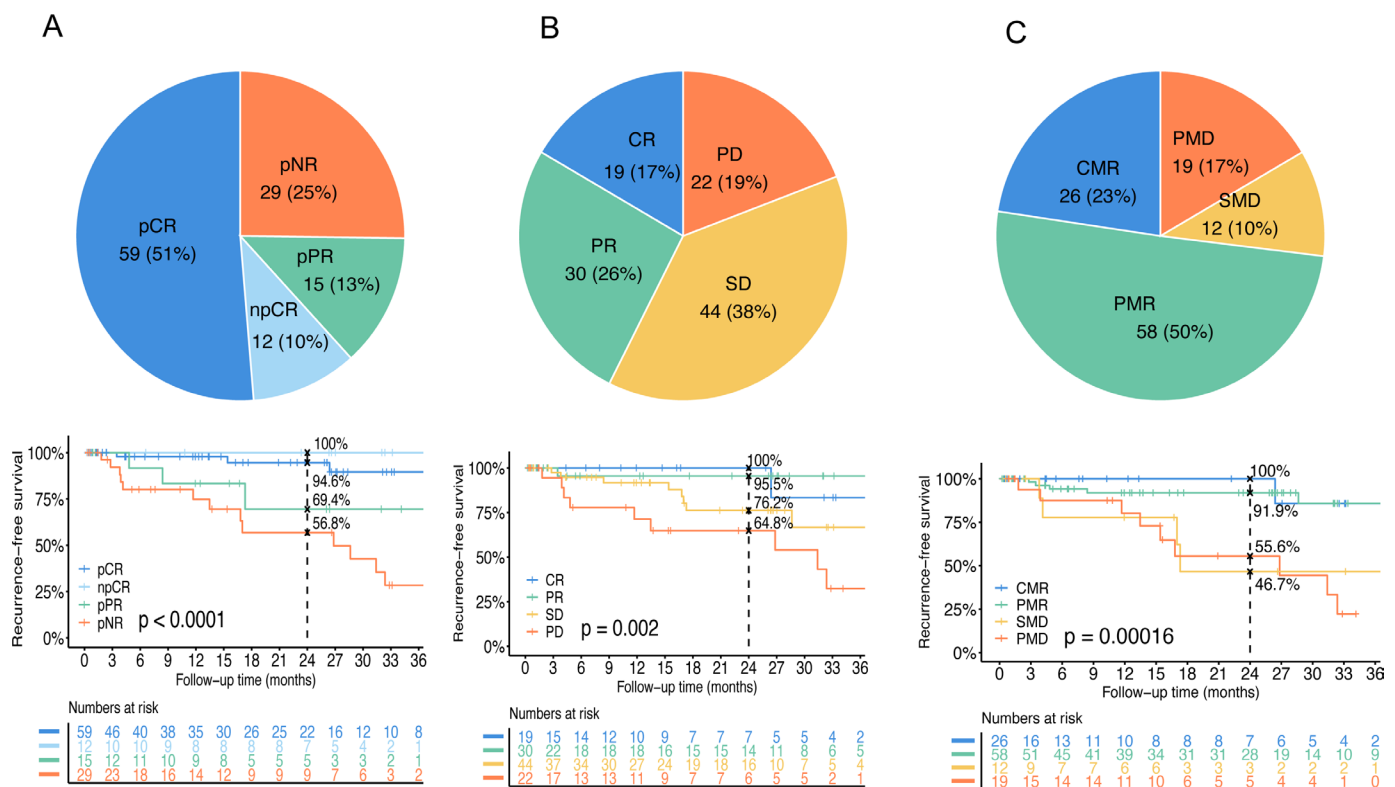 A
B
C
pNR
29 (25%)
pCR
59 (51%)
pPR
15 (13%)
npCR
12 (10%)
CR
19 (17%)
PD
22 (19%)
PR
30 (26%)
SD
44 (38%)
PMD
19 (17%)
CMR
26 (23%)
SMD
12 (10%)
PMR
58 (50%)
Recurrence-free survival
100%
75%
50%
25%
0%
100%
94.6%
69.4%
56.8%
pCR
npCR
pPR
pNR
p < 0.0001
0 3 6 9 12 15 18 21 24 27 30 33 36
Follow-up time (months)
Numbers at risk
59 46 40 38 35 30 26 25 22 16 12 10 8
12 10 10 9 8 8 8 8 7 5 4 2 1
15 12 11 10 9 8 5 5 5 3 3 2 1
29 23 18 16 14 12 9 9 9 7 6 3 2
Recurrence-free survival
100%
75%
50%
25%
0%
100%
95.5%
76.2%
64.8%
CR
PR
SD
PD
p = 0.002
0 3 6 9 12 15 18 21 24 27 30 33 36
Follow-up time (months)
Numbers at risk
19 15 14 12 10 9 7 7 7 5 5 4 2
30 22 18 18 18 16 15 15 14 11 8 6 5
44 37 34 30 27 24 19 18 16 10 7 5 4
22 17 13 13 11 9 7 7 6 5 5 2 1
Recurrence-free survival
100%
75%
50%
25%
0%
100%
91.9%
55.6%
46.7%
CMR
PMR
SMD
PMD
p = 0.00016
0 3 6 9 12 15 18 21 24 27 30 33 36
Follow-up time (months)
Numbers at risk
26 16 13 11 10 8 8 8 7 6 5 4 2
58 51 45 41 39 34 31 31 28 19 14 10 9
12 9 7 7 6 6 3 3 3 2 2 2 1
19 15 14 14 11 10 6 5 5 4 4 1 0